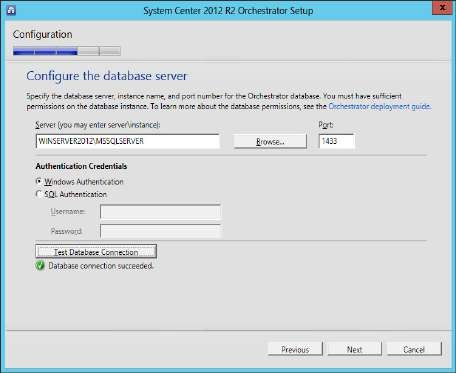 System Center 2012 R2 Orchestrator Setup
x
Configuration
Configure the database server
Specify the database server, instance name, and port number for the Orchestrator database. You must have sufficient
permissions on the database instance. To learn more about the database permissions, see the Orchestrator deployment guide.
Server (you may enter server\instance): Port:
WINSERVER2012\MSSQLSERVER Browse... 1433
Authentication Credentials
Windows Authentication
SQL Authentication
Username:
Password:
Test Database Connection
Database connection succeeded.
Previous Next Cancel